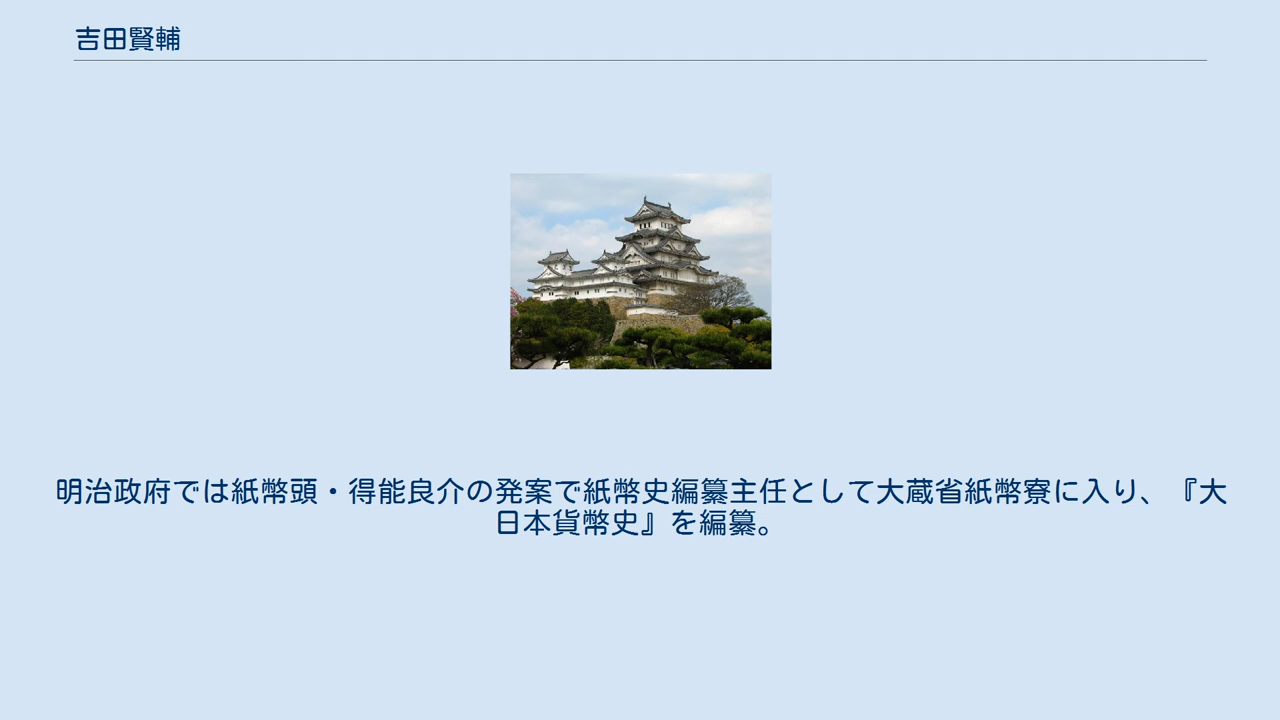 吉田賢輔
明治政府では紙幣頭・得能良介の発案で紙幣史編纂主任として大蔵省紙幣寮に入り、『大
日本貨幣史』を編纂。